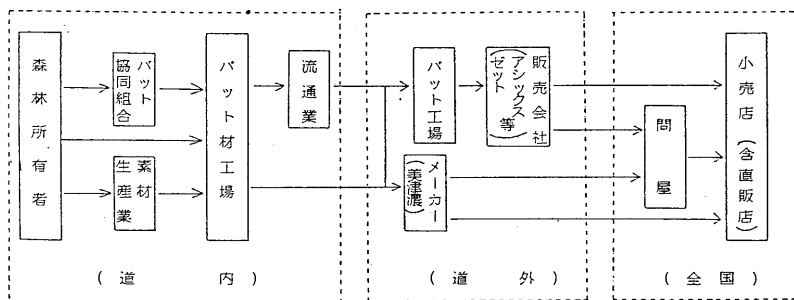 森林所有者
バット協同組合
素材生産業
バット材工場
流通業
バット工場
販売会社
(アシックス等
ゼット)
メーカー
(美津濃)
問屋
小売店(含直販店)
(道内)
(道外)
(全国)